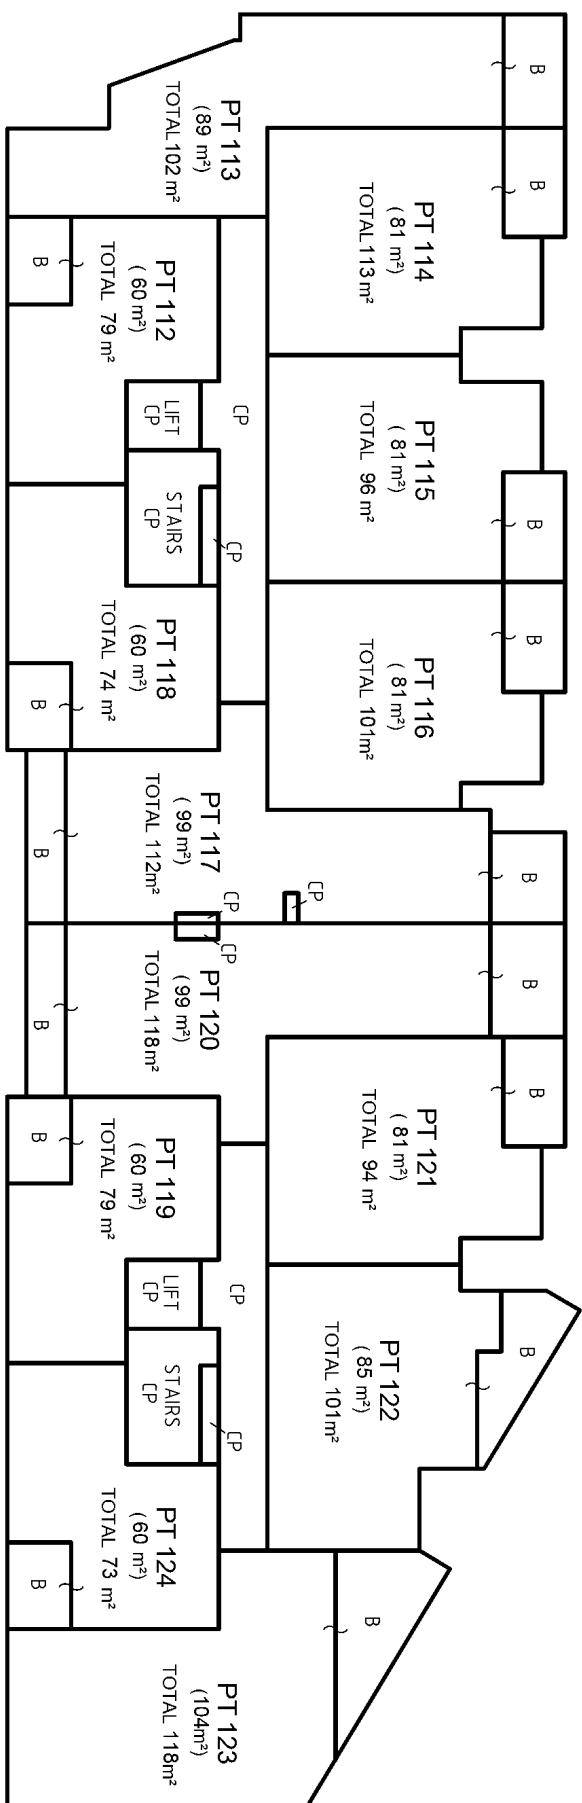 B
B
PT 113
(89 m²)
TOTAL 102 m²
PT 114
(81 m²)
TOTAL 113 m²
B
PT 112
(60 m²)
TOTAL 79 m²
LIFT
CP
CP
PT 115
(81 m²)
TOTAL 96 m²
B
STAIRS
CP
CP
PT 118
(60 m²)
TOTAL 74 m²
B
PT 116
(81 m²)
TOTAL 101m²
B
PT 117
(99 m²)
TOTAL 112m²
B
B
CP
CP
CP
PT 120
(99 m²)
TOTAL 118m²
B
B
PT 121
(81 m²)
TOTAL 94 m²
B
PT 119
(60 m²)
TOTAL 79 m²
B
LIFT
CP
CP
PT 122
(85 m²)
TOTAL 101m²
B
STAIRS
CP
CP
PT 124
(60 m²)
TOTAL 73 m²
B
PT 123
(104m²)
TOTAL 118m²
B